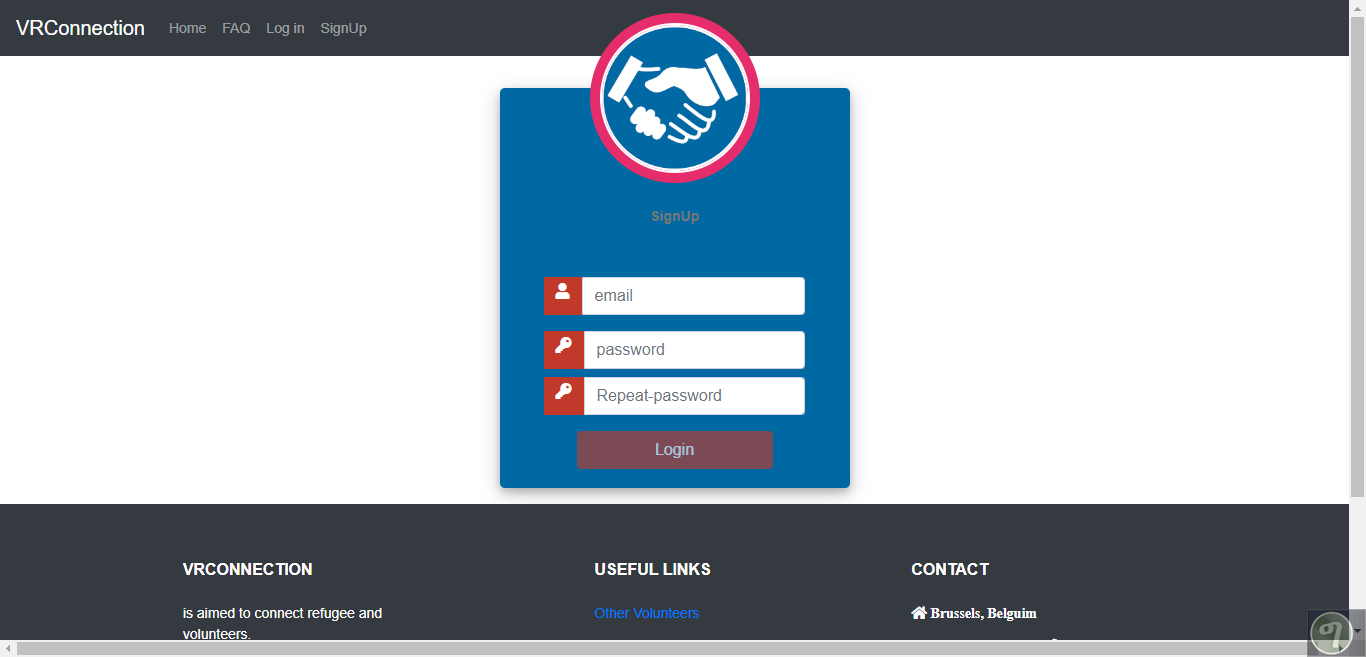 VRConnection Home FAQ Log in SignUp
SignUp
email
password
Repeat-password
Login
VRCONNECTION
is aimed to connect refugee and
volunteers.
USEFUL LINKS
Other Volunteers
CONTACT
Brussels, Belguim